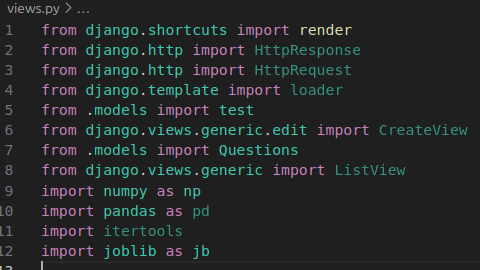 views.py > ...
1 from django.shortcuts import render
2 from django.http import HttpResponse
3 from django.http import HttpRequest
4 from django.template import loader
5 from .models import test
6 from django.views.generic.edit import CreateView
7 from .models import Questions
8 from django.views.generic import ListView
9 import numpy as np
10 import pandas as pd
11 import itertools
12 import joblib as jb
13